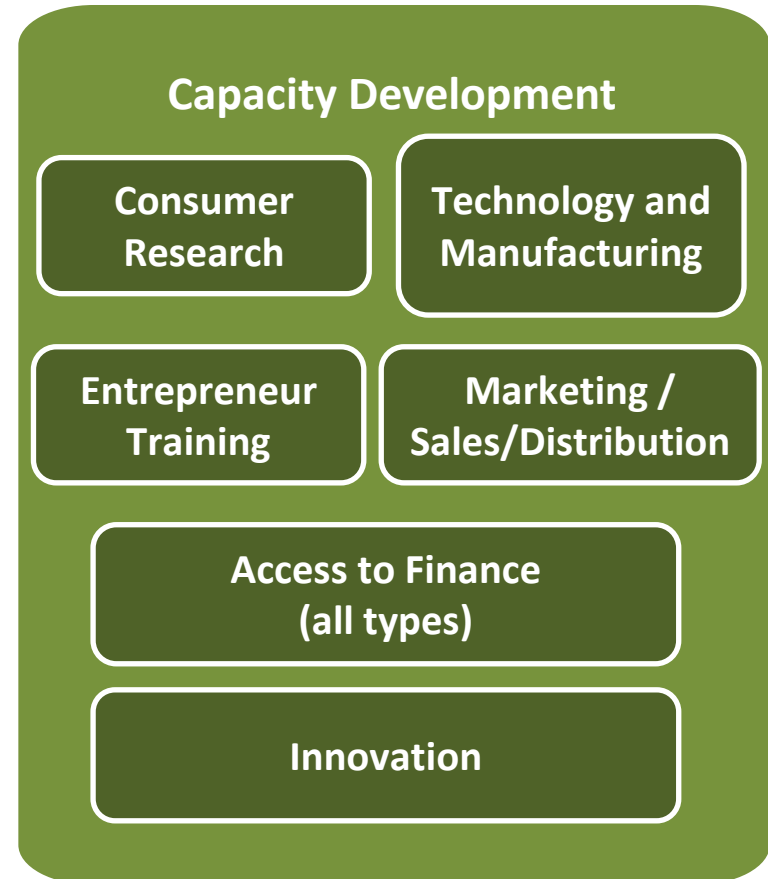 Capacity Development
Consumer
Research
Technology and
Manufacturing
Entrepreneur
Training
Marketing /
Sales/Distribution
Access to Finance
(all types)
Innovation